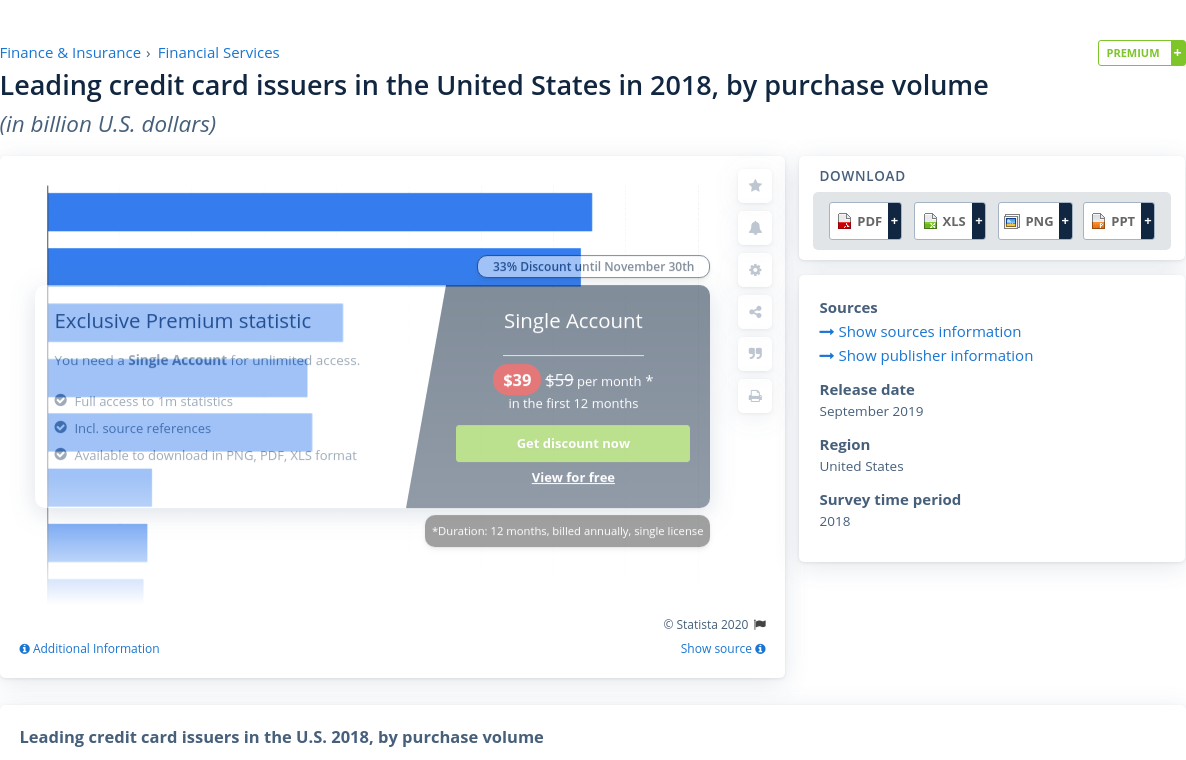 Finance & Insurance › Financial Services
PREMIUM +
Leading credit card issuers in the United States in 2018, by purchase volume
(in billion U.S. dollars)
DOWNLOAD
PDF + XLS + PNG + PPT +
33% Discount until November 30th
Exclusive Premium statistic
You need a Single Account for unlimited access.
Full access to 1m statistics
Incl. source references
Available to download in PNG, PDF, XLS format
Single Account
$39 $59 per month *
in the first 12 months
Get discount now
View for free
*Duration: 12 months, billed annually, single license
Sources
Show sources information
Show publisher information
Release date
September 2019
Region
United States
Survey time period
2018
© Statista 2020
Additional Information
Show source
Leading credit card issuers in the U.S. 2018, by purchase volume